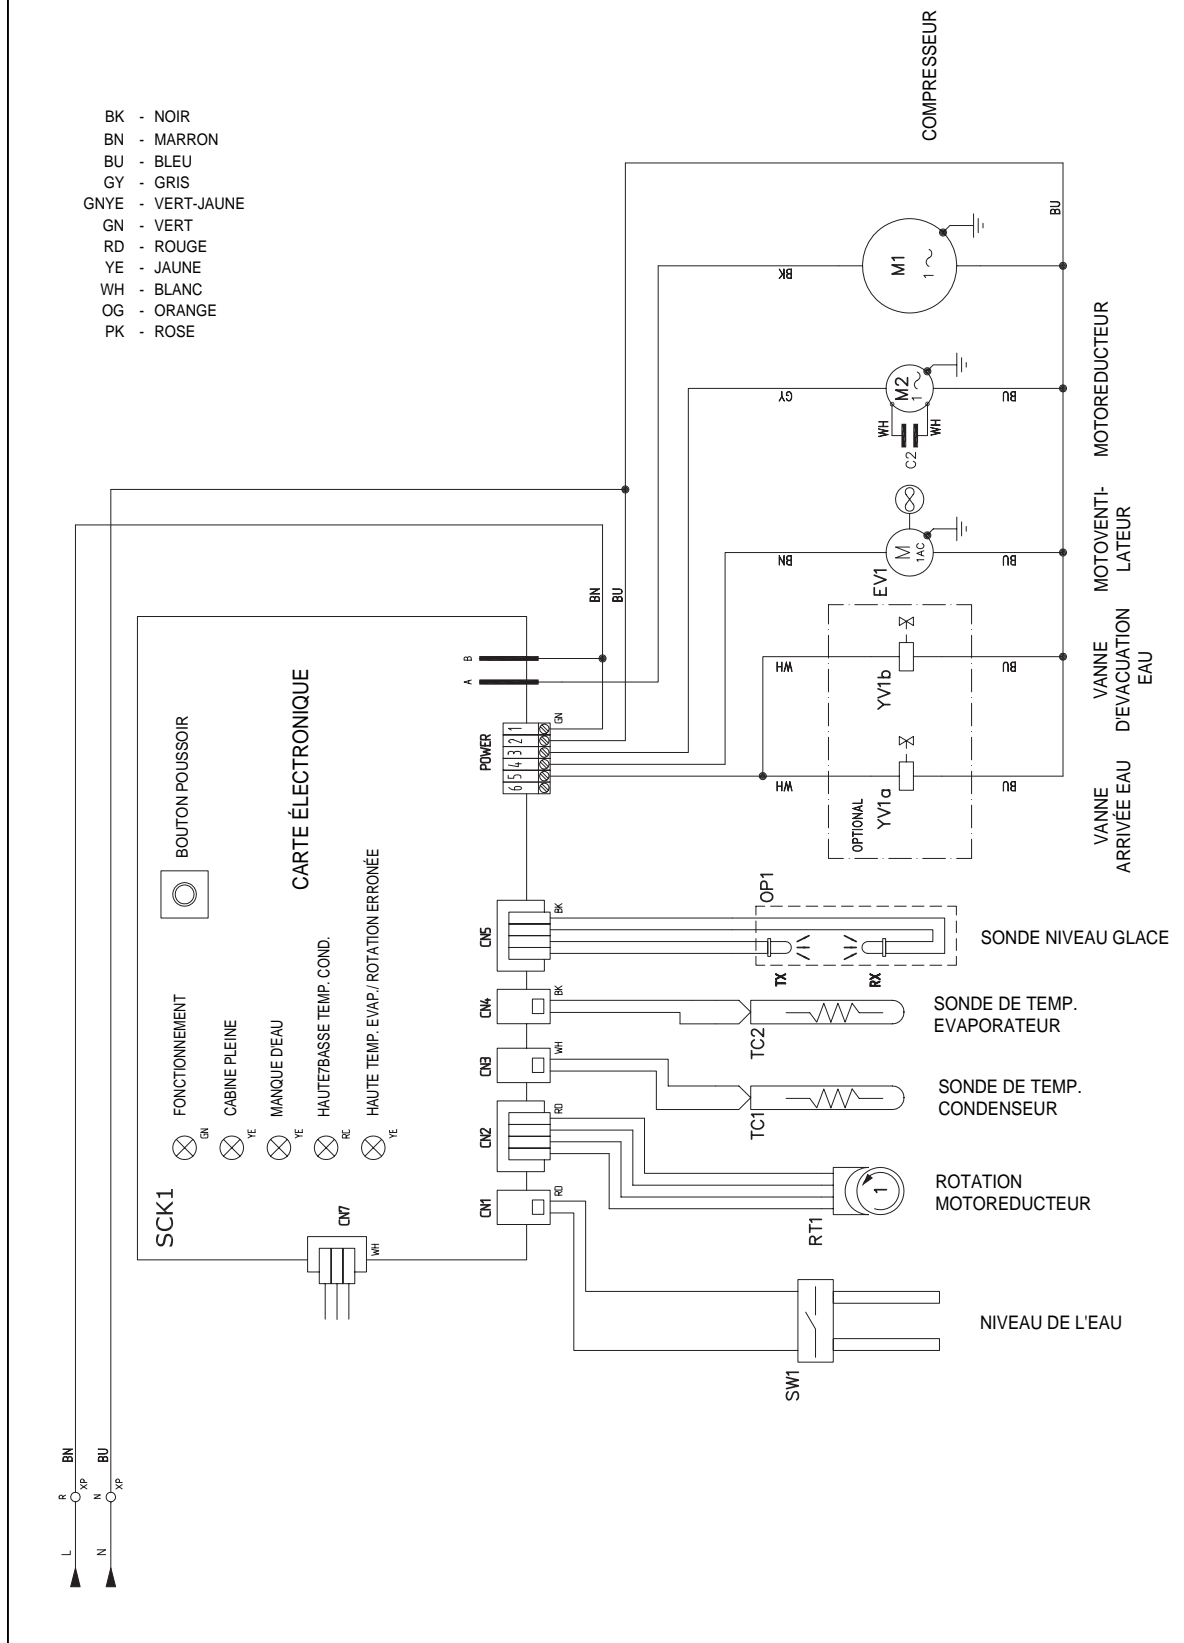 COMPRESSEUR
BK - NOIR
BN - MARRON
BU - BLEU
GY - GRIS
GNYE - VERT-JAUNE
GN - VERT
RD - ROUGE
YE - JAUNE
WH - BLANC
OG - ORANGE
PK - ROSE
BU
BK
M1
1 ~
MOTOREDUCTEUR
GY
M2
1 ~
BU
WH
WH
C2
MOTOVENTI-
LATEUR
BN
M
1AC
EV1
BU
BN
BU
VANNE
D'EVACUATION
EAU
WH
YV1b
BU
VANNE
ARRIVÉE EAU
WH
YV1a
BU
OPTIONAL
B
A
POWER
1
2
3
4
5
6
GN
CARTE ÉLECTRONIQUE
BOUTON POUSSOIR
FONCTIONNEMENT
GN
CABINE PLEINE
YE
MANQUE D'EAU
YE
HAUTE7BASSE TEMP. COND.
RD
HAUTE TEMP. EVAP./ ROTATION ERRONÉE
YE
SCK1
CN7
WH
CN5
BK
OP1
TX
RX
SONDE NIVEAU GLACE
CN4
BK
TC2
SONDE DE TEMP.
EVAPORATEUR
CN3
WH
TC1
SONDE DE TEMP.
CONDENSEUR
CN2
RD
RT1
1
ROTATION
MOTOREDUCTEUR
CN1
RD
SW1
NIVEAU DE L'EAU
BN
BU
R
XP
N
XP
L
N